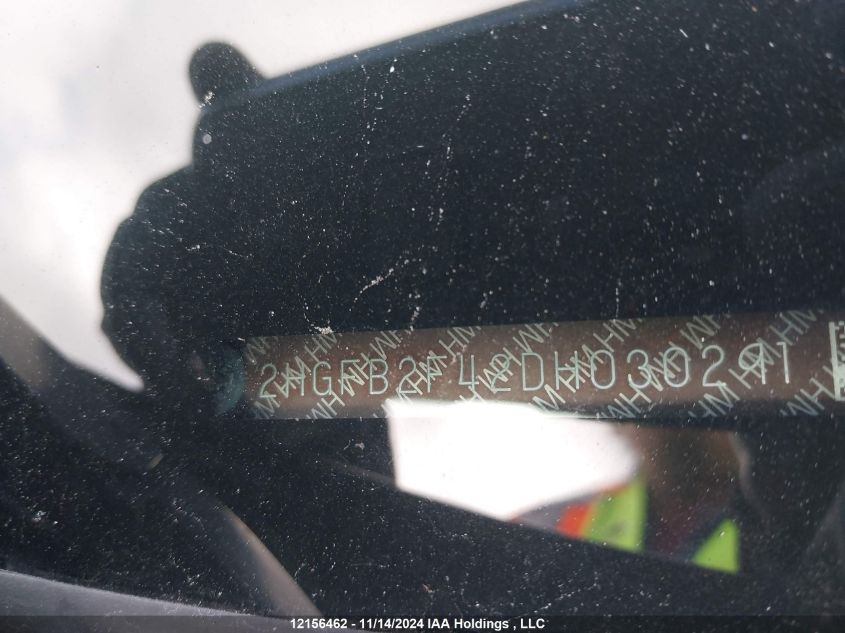 2HGFB2F42DH030291
12156462 - 11/14/2024 IAA Holdings , LLC